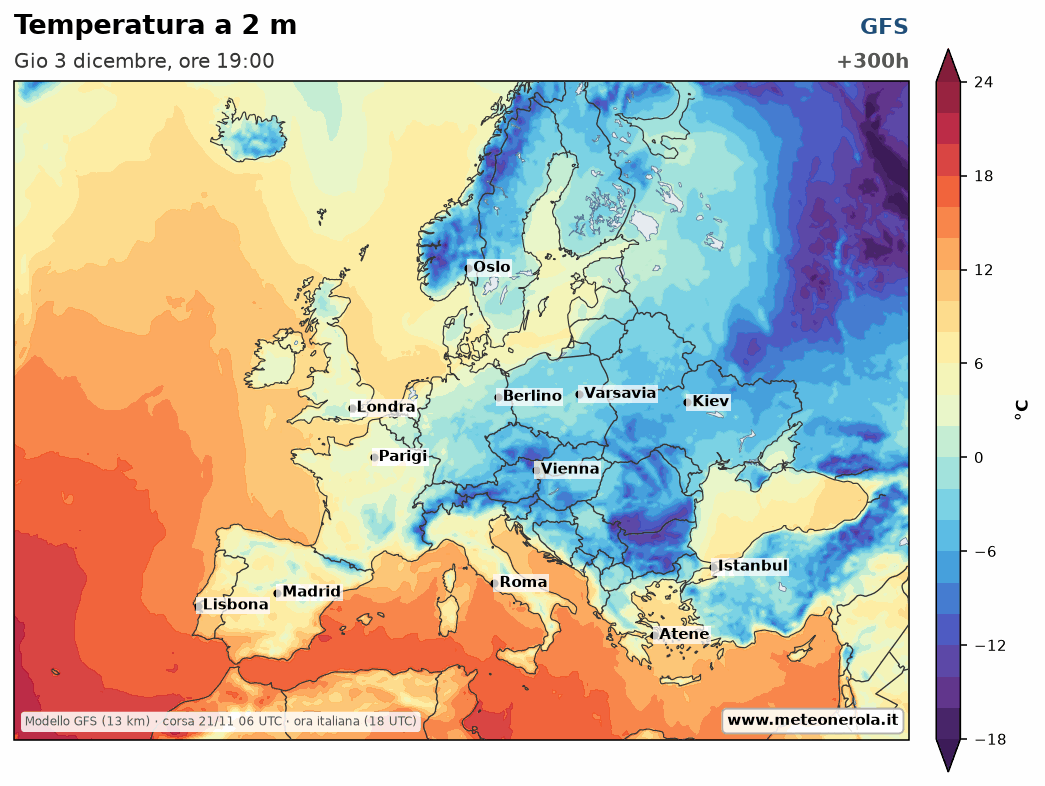 Temperatura a 2 m
GFS
Gio 3 dicembre, ore 19:00
+300h
24
18
12
6
0
−6
−12
−18
°C
Oslo
Londra
Berlino
Varsavia
Kiev
Parigi
Vienna
Istanbul
Madrid
Roma
Lisbona
Atene
Modello GFS (13 km) · corsa 21/11 06 UTC · ora italiana (18 UTC)
www.meteonerola.it